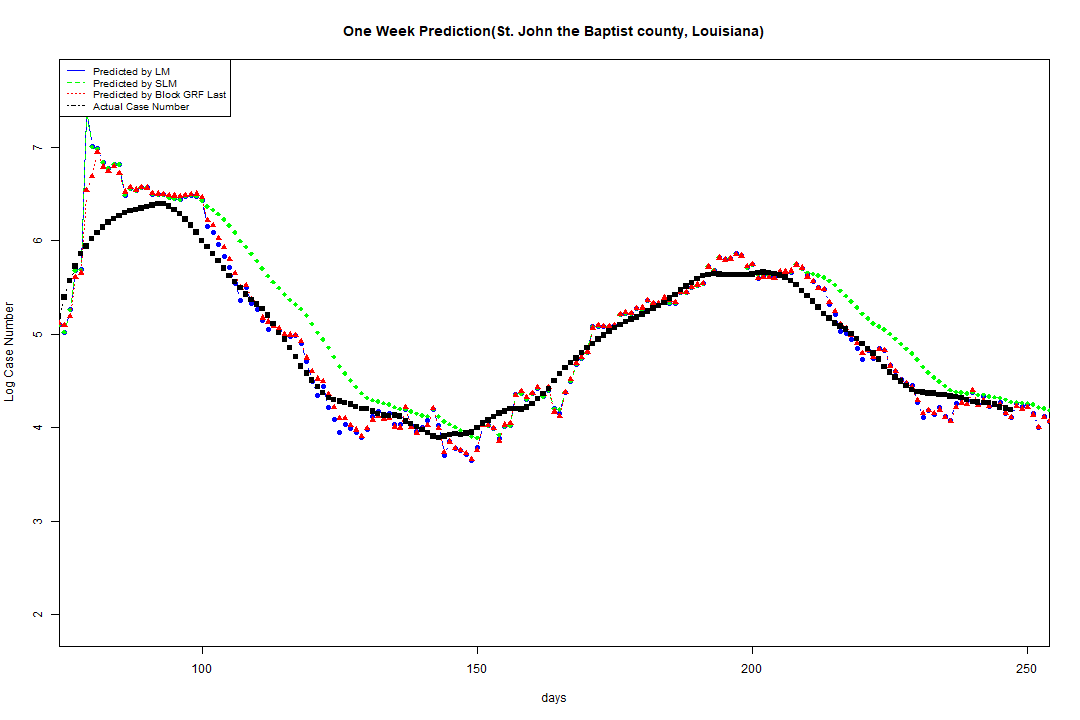 One Week Prediction(St. John the Baptist county, Louisiana)
Predicted by LM
Predicted by SLM
Predicted by Block GRF Last
Actual Case Number
7
6
5
4
3
2
Log Case Number
100
150
200
250
days